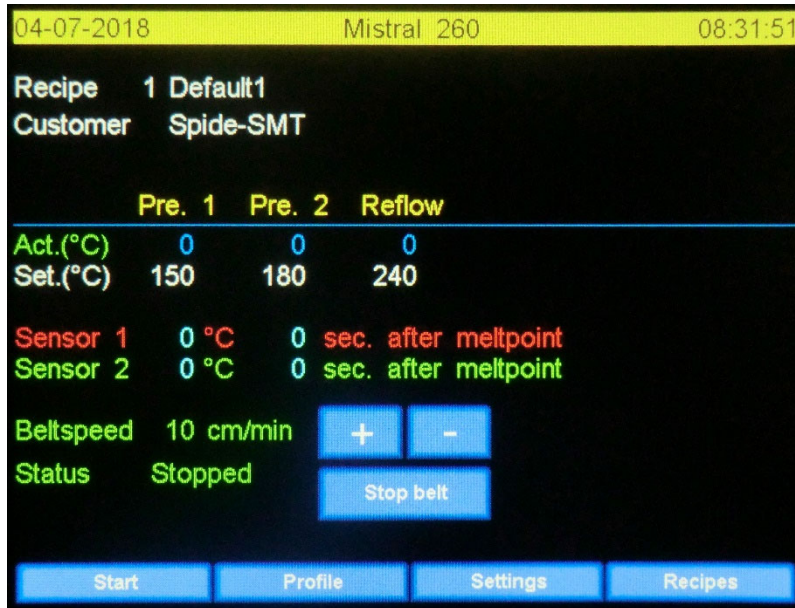 04-07-2018 Mistral 260 08:31:51
Recipe 1 Default1
Customer Spide-SMT
Pre. 1 Pre. 2 Reflow
Act.(°C) 0 0 0
Set.(°C) 150 180 240
Sensor 1 0 °C 0 sec. after meltpoint
Sensor 2 0 °C 0 sec. after meltpoint
Beltspeed 10 cm/min + -
Status Stopped Stop belt
Start Profile Settings Recipes